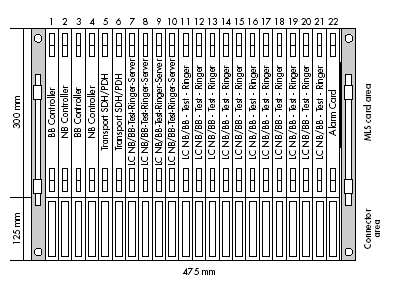 1 2 3 4 5 6 7 8 9 10 11 12 13 14 15 16 17 18 19 20 21 22
300 mm
BB Controller
NB Controller
BB Controller
NB Controller
Transport SDH/PDH
Transport SDH/PDH
LC NB/BB-Test-Ringer-Server
LC NB/BB-Test-Ringer-Server
LC NB/BB-Test-Ringer-Server
LC NB/BB-Test-Ringer-Server
LC NB/BB - Test - Ringer
LC NB/BB - Test - Ringer
LC NB/BB - Test - Ringer
LC NB/BB - Test - Ringer
LC NB/BB - Test - Ringer
LC NB/BB - Test - Ringer
LC NB/BB - Test - Ringer
LC NB/BB - Test - Ringer
LC NB/BB - Test - Ringer
LC NB/BB - Test - Ringer
LC NB/BB - Test - Ringer
Alarm Card
MLS card area
125 mm
Connector
area
475 mm